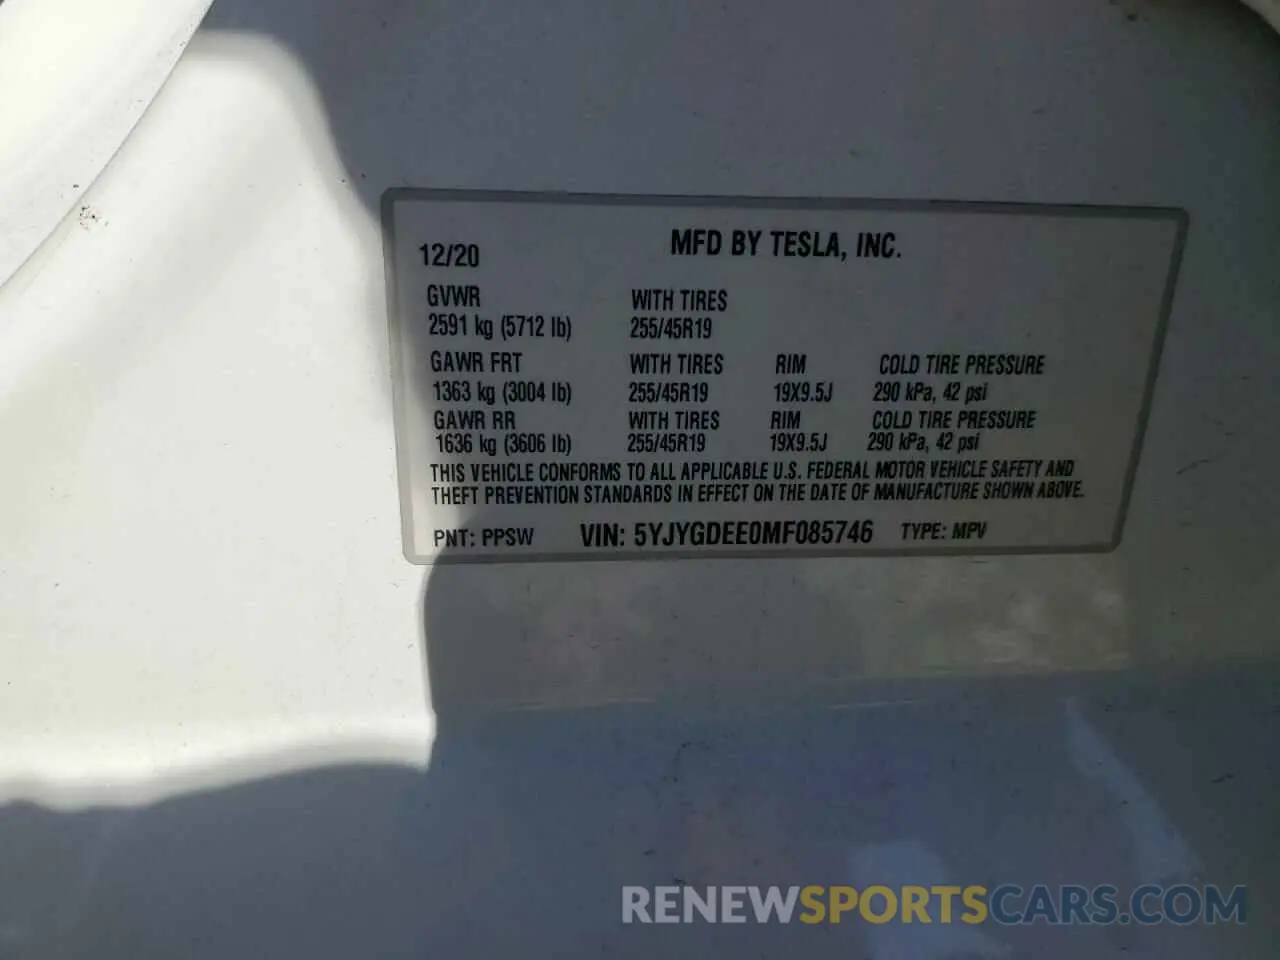 12/20 MFD BY TESLA, INC.
GVWR WITH TIRES
2591 kg (5712 lb) 255/45R19
GAWR FRT WITH TIRES RIM COLD TIRE PRESSURE
1363 kg (3004 lb) 255/45R19 19X9.5J 290 kPa, 42 psi
GAWR RR WITH TIRES RIM COLD TIRE PRESSURE
1636 kg (3606 lb) 255/45R19 19X9.5J 290 kPa, 42 psi
THIS VEHICLE CONFORMS TO ALL APPLICABLE U.S. FEDERAL MOTOR VEHICLE SAFETY AND
THEFT PREVENTION STANDARDS IN EFFECT ON THE DATE OF MANUFACTURE SHOWN ABOVE.
PNT: PPSW VIN: 5YJYGDEE0MF085746 TYPE: MPV
RENEWSPORTSCARS.COM